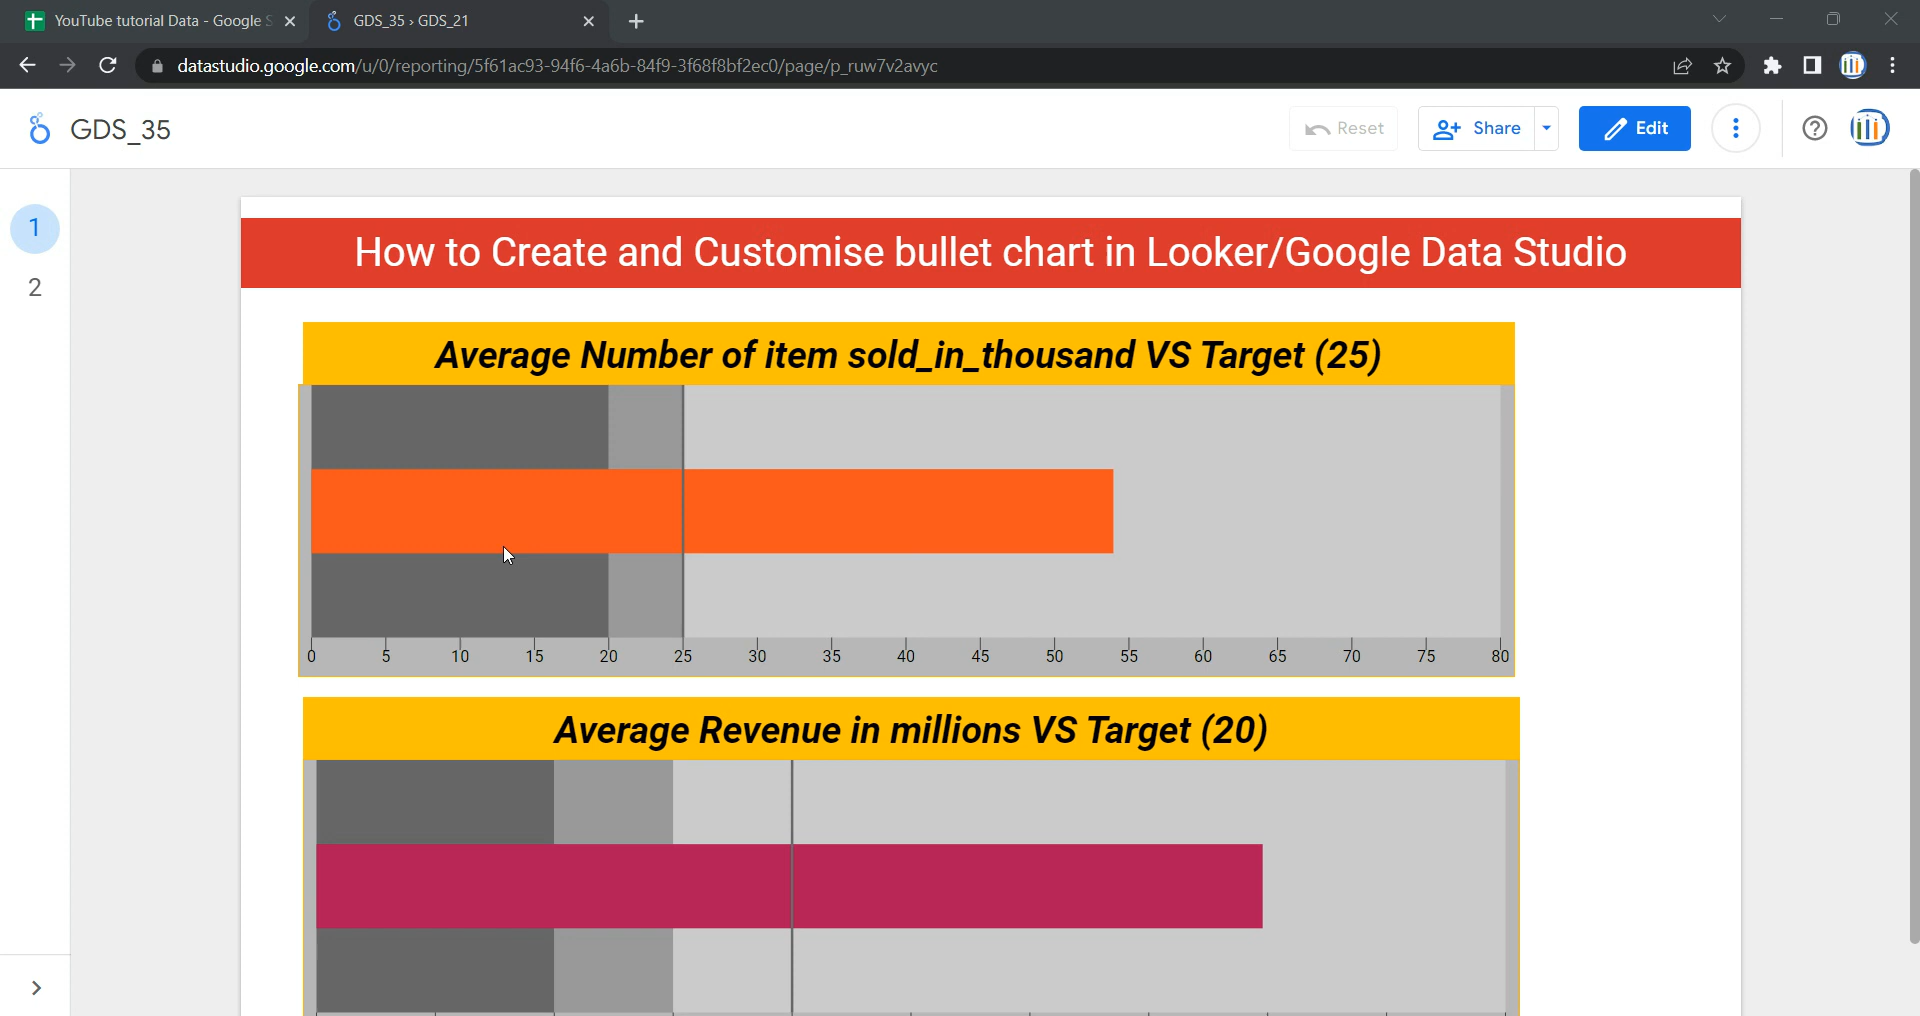 YouTube tutorial Data - Google S
GDS_35 › GDS_21
datastudio.google.com/u/0/reporting/5f61ac93-94f6-4a6b-84f9-3f68f8bf2ec0/page/p_ruw7v2avyc
GDS_35
Reset
Share
Edit
1
2
How to Create and Customise bullet chart in Looker/Google Data Studio
Average Number of item sold_in_thousand VS Target (25)
0 5 10 15 20 25 30 35 40 45 50 55 60 65 70 75 80
Average Revenue in millions VS Target (20)